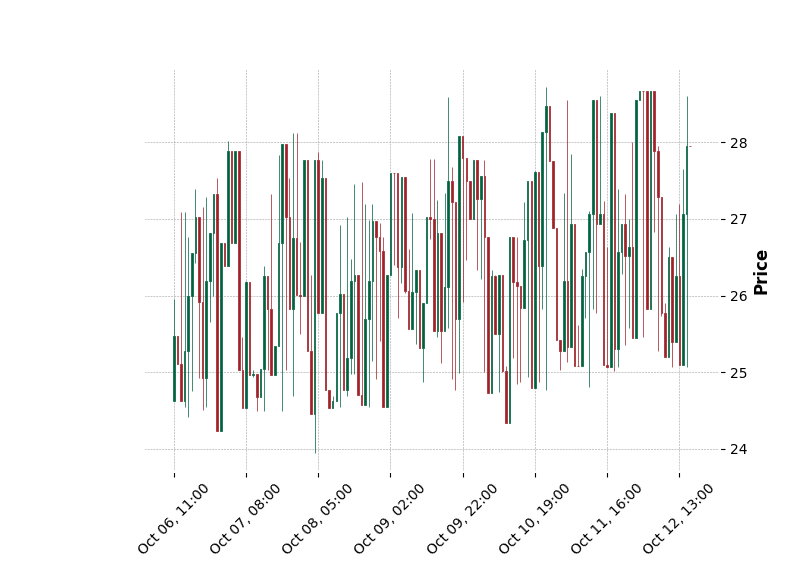 28
27
26
25
24
Price
Oct 06, 11:00
Oct 07, 08:00
Oct 08, 05:00
Oct 09, 02:00
Oct 09, 22:00
Oct 10, 19:00
Oct 11, 16:00
Oct 12, 13:00